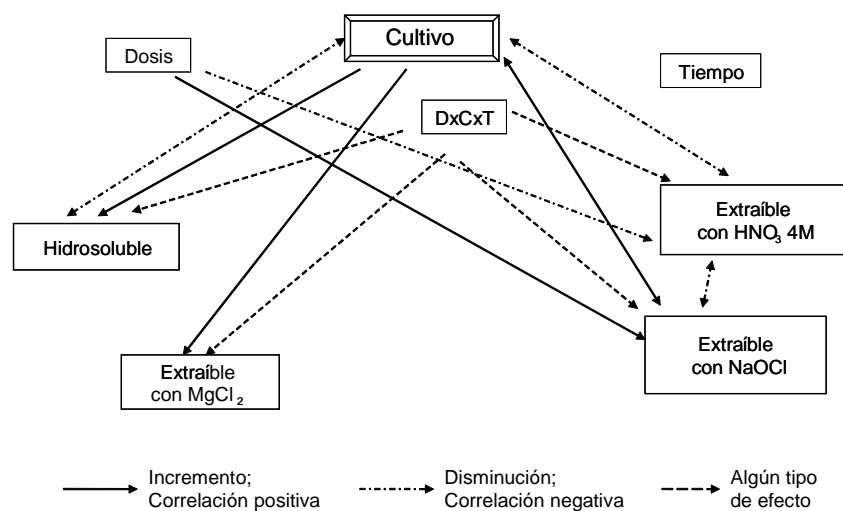 Cultivo
Dosis
Tiempo
DxCxT
Extraíble
con HNO₃ 4M
Hidrosoluble
Extraíble
con NaOCl
Extraíble
con MgCl₂
Incremento;
Correlación positiva
Disminución;
Correlación negativa
Algún tipo
de efecto